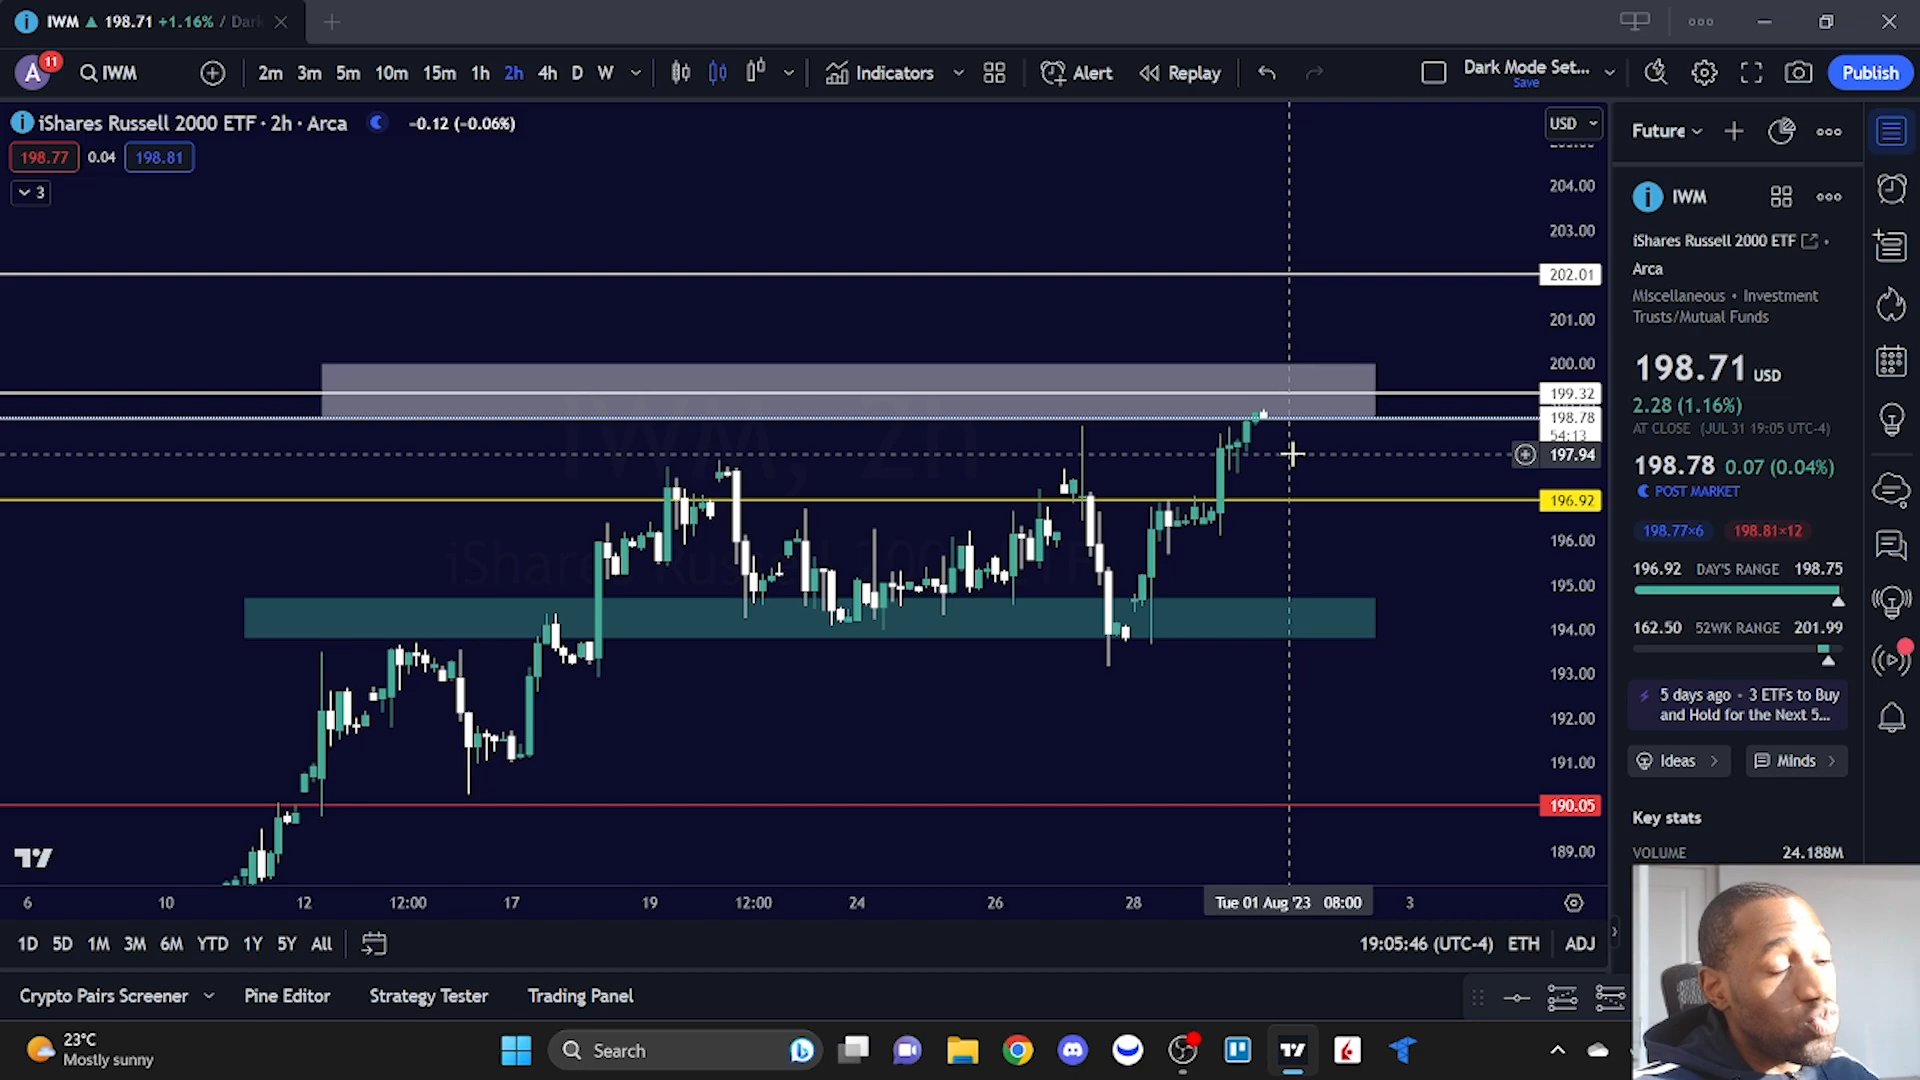 IWM ▲ 198.71 +1.16% / Dark
A
11
IWM
2m 3m 5m 10m 15m 1h 2h 4h D W
Indicators
Alert
Replay
Dark Mode Set...
Save
Publish
iShares Russell 2000 ETF · 2h · Arca
-0.12 (-0.06%)
198.77 0.04 198.81
3
USD
204.00
203.00
202.01
201.00
200.00
199.32
198.78
54:13
197.94
196.92
196.00
195.00
194.00
193.00
192.00
191.00
190.05
189.00
IWM, 2h
6 10 12 12:00 17 19 12:00 24 26 28 Tue 01 Aug '23 08:00 3
1D 5D 1M 3M 6M YTD 1Y 5Y All
19:05:46 (UTC-4) ETH ADJ
Crypto Pairs Screener Pine Editor Strategy Tester Trading Panel
Future
IWM
iShares Russell 2000 ETF
Arca
Miscellaneous • Investment
Trusts/Mutual Funds
198.71 USD
2.28 (1.16%)
AT CLOSE (JUL 31 19:05 UTC-4)
198.78 0.07 (0.04%)
POST MARKET
198.77×6 198.81×12
196.92 DAY'S RANGE 198.75
162.50 52WK RANGE 201.99
5 days ago • 3 ETFs to Buy
and Hold for the Next 5...
Ideas Minds
Key stats
VOLUME 24.188M
23°C
Mostly sunny
Search